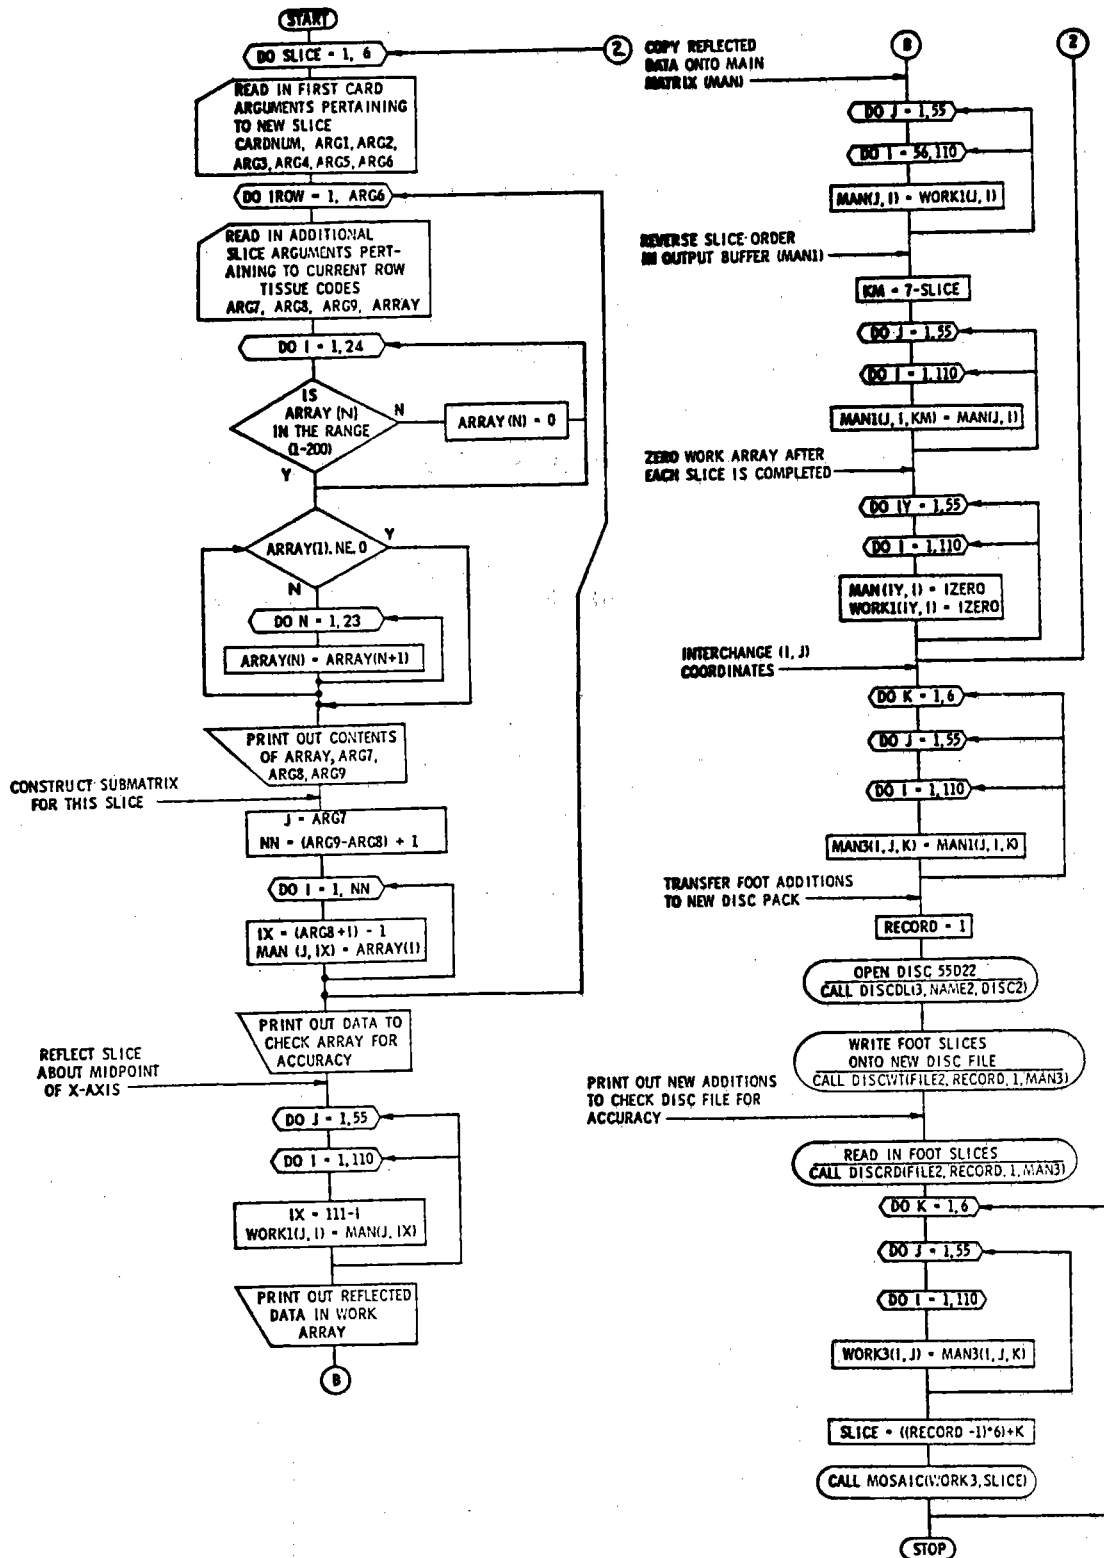 START
DO SLICE = 1, 6
2
READ IN FIRST CARD
ARGUMENTS PERTAINING
TO NEW SLICE
CARDNUM, ARG1, ARG2,
ARG3, ARG4, ARG5, ARG6
DO IROW = 1, ARG6
READ IN ADDITIONAL
SLICE ARGUMENTS PERT-
AINING TO CURRENT ROW
TISSUE CODES
ARG7, ARG8, ARG9, ARRAY
DO I = 1, 24
IS
ARRAY (N)
IN THE RANGE
(1-200)
N
ARRAY (N) = 0
Y
ARRAY(1). NE. 0
Y
N
DO N = 1, 23
ARRAY(N) = ARRAY(N+1)
PRINT OUT CONTENTS
OF ARRAY, ARG7,
ARG8, ARG9
CONSTRUCT SUBMATRIX
FOR THIS SLICE
J = ARG7
NN = (ARG9-ARG8) + 1
DO I = 1, NN
IX = (ARG8+I) - 1
MAN (J, IX) = ARRAY(I)
PRINT OUT DATA TO
CHECK ARRAY FOR
ACCURACY
REFLECT SLICE
ABOUT MIDPOINT
OF X-AXIS
DO J = 1, 55
DO I = 1, 110
IX = 111-I
WORK1(J, I) = MAN(J, IX)
PRINT OUT REFLECTED
DATA IN WORK
ARRAY
B
B
2
COPY REFLECTED
DATA ONTO MAIN
MATRIX (MAN)
DO J = 1, 55
DO I = 56, 110
MAN(J, I) = WORK1(J, I)
REVERSE SLICE ORDER
IN OUTPUT BUFFER (MAN1)
KM = 7-SLICE
DO J = 1, 55
DO I = 1, 110
MAN1(J, I, KM) = MAN(J, I)
ZERO WORK ARRAY AFTER
EACH SLICE IS COMPLETED
DO IY = 1, 55
DO I = 1, 110
MAN(IY, I) = IZERO
WORK1(IY, I) = IZERO
INTERCHANGE (I, J)
COORDINATES
DO K = 1, 6
DO J = 1, 55
DO I = 1, 110
MAN3(I, J, K) = MAN1(J, I, K)
TRANSFER FOOT ADDITIONS
TO NEW DISC PACK
RECORD = 1
OPEN DISC 55D22
CALL DISCDL(3, NAME2, DISC2)
WRITE FOOT SLICES
ONTO NEW DISC FILE
CALL DISCWT(FILE2, RECORD, 1, MAN3)
PRINT OUT NEW ADDITIONS
TO CHECK DISC FILE FOR
ACCURACY
READ IN FOOT SLICES
CALL DISCRD(FILE2, RECORD, 1, MAN3)
DO K = 1, 6
DO J = 1, 55
DO I = 1, 110
WORK3(I, J) = MAN3(I, J, K)
SLICE = ((RECORD -1)*6)+K
CALL MOSAIC(WORK3, SLICE)
STOP